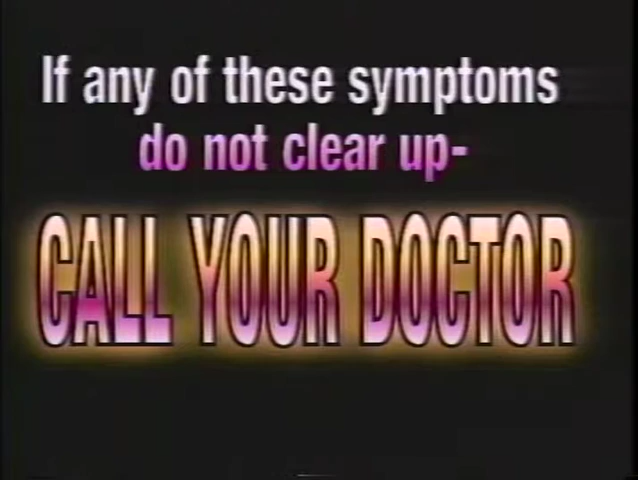 If any of these symptoms
do not clear up-
CALL YOUR DOCTOR